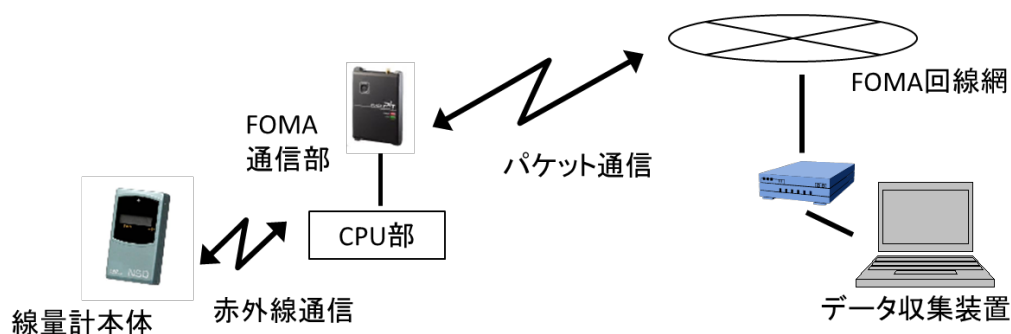 FOMA回線網
FOMA
通信部
パケット通信
CPU部
NSD
線量計本体
赤外線通信
データ収集装置